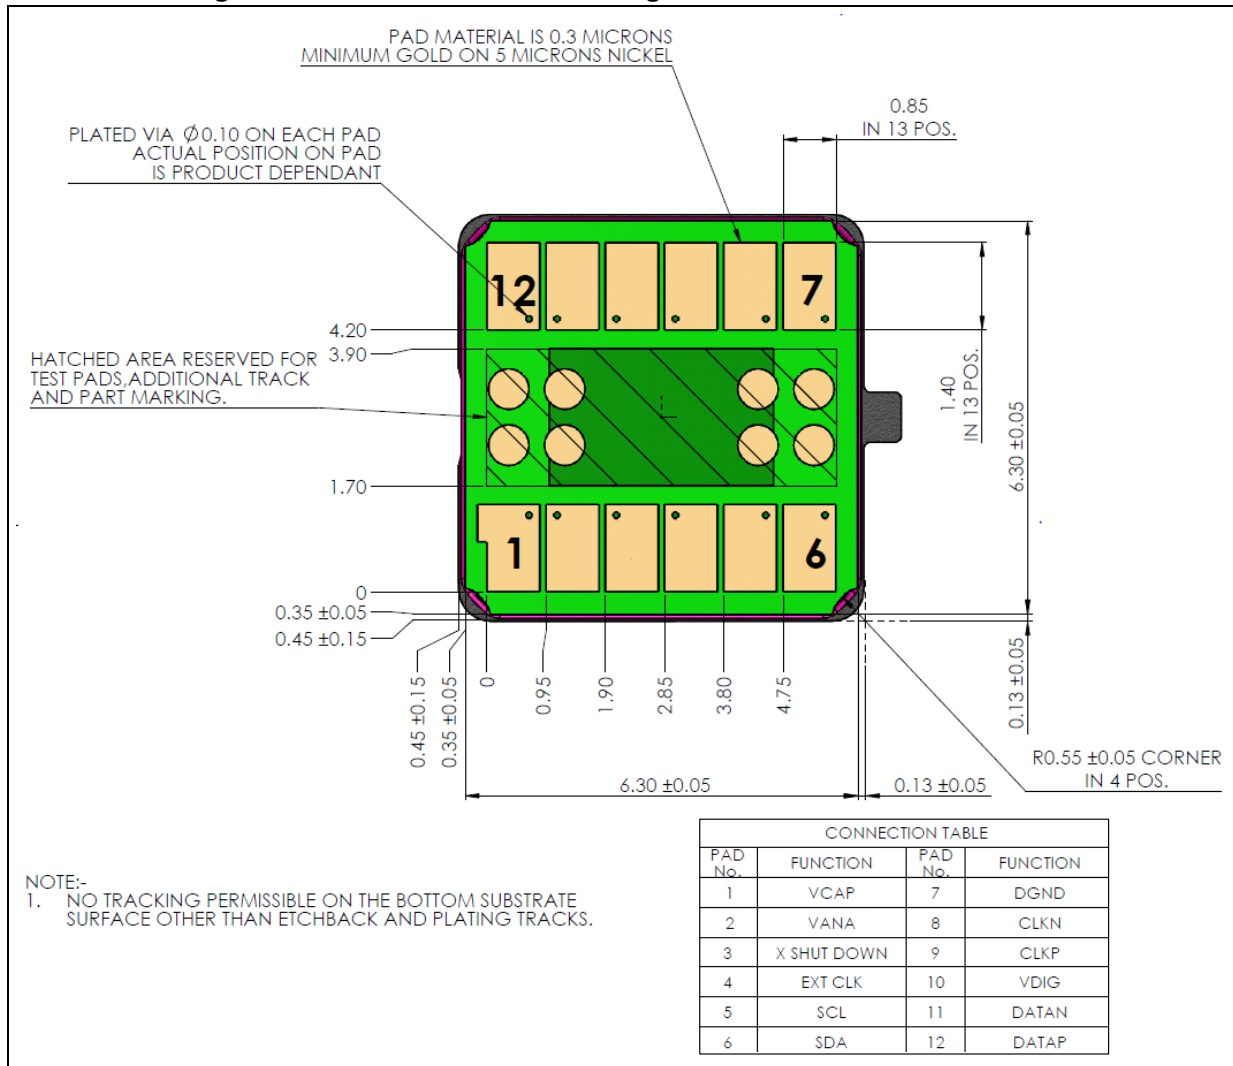 PAD MATERIAL IS 0.3 MICRONS
MINIMUM GOLD ON 5 MICRONS NICKEL
0.85
IN 13 POS.
PLATED VIA Ø0.10 ON EACH PAD
ACTUAL POSITION ON PAD
IS PRODUCT DEPENDANT
12
7
4.20
3.90
HATCHED AREA RESERVED FOR
TEST PADS,ADDITIONAL TRACK
AND PART MARKING.
1.40
IN 13 POS.
6.30 ±0.05
1.70
1
6
0
0.35 ±0.05
0.45 ±0.15
0.45 ±0.15
0.35 ±0.05
0
0.95
1.90
2.85
3.80
4.75
0.13 ±0.05
R0.55 ±0.05 CORNER
IN 4 POS.
6.30 ±0.05
0.13 ±0.05
CONNECTION TABLE
PAD No. FUNCTION PAD No. FUNCTION
1 VCAP 7 DGND
2 VANA 8 CLKN
3 X SHUT DOWN 9 CLKP
4 EXT CLK 10 VDIG
5 SCL 11 DATAN
6 SDA 12 DATAP
NOTE:-
1. NO TRACKING PERMISSIBLE ON THE BOTTOM SUBSTRATE
SURFACE OTHER THAN ETCHBACK AND PLATING TRACKS.